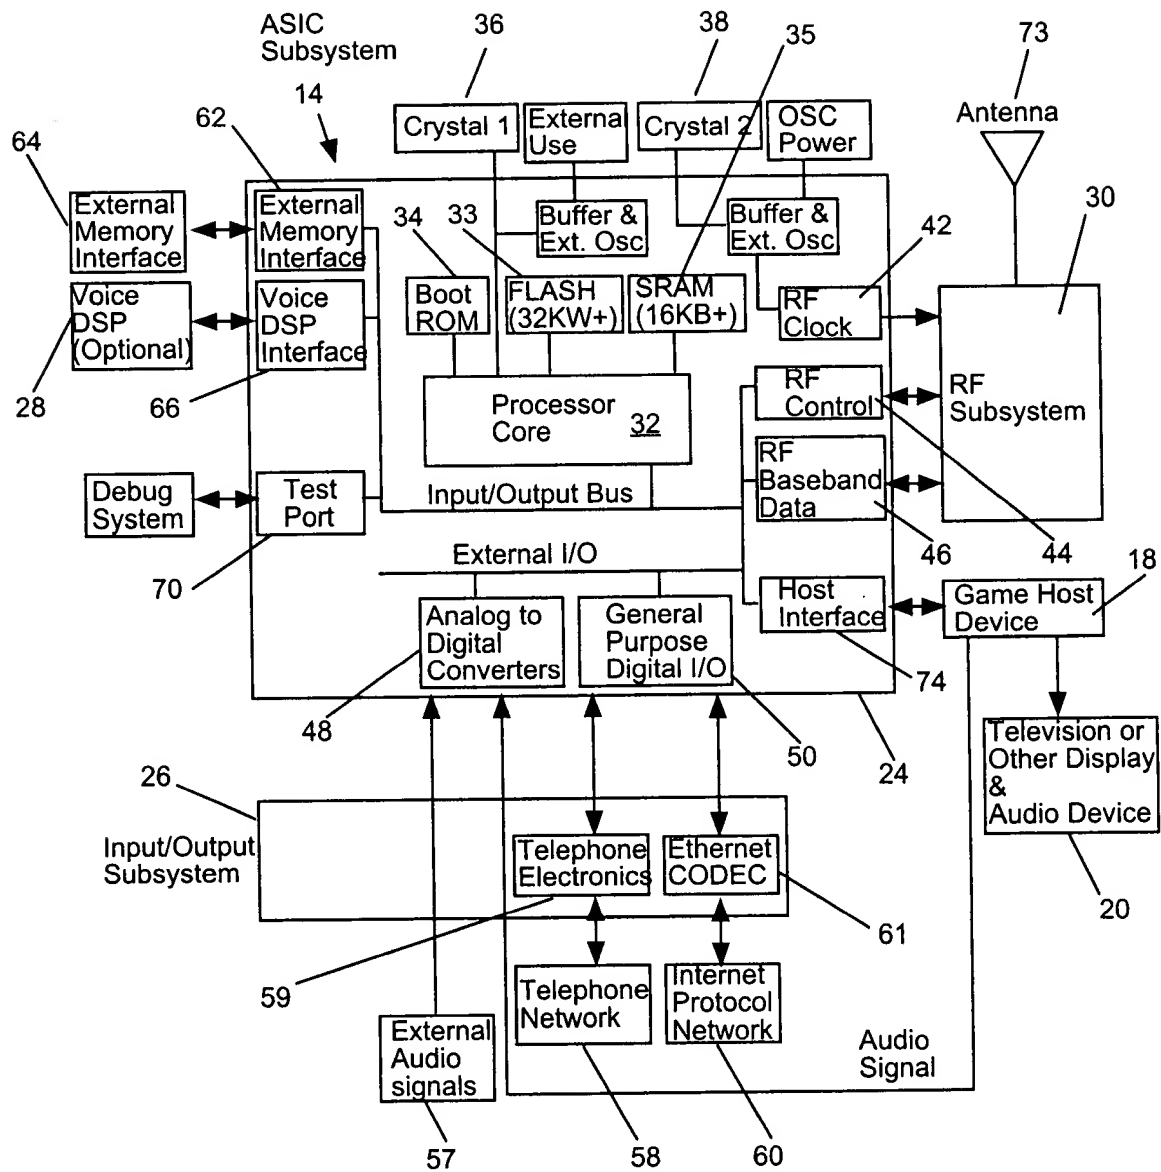 ASIC
Subsystem
14
36
38
35
73
Crystal 1
Externa
Use
Crystal 2
OSC
Power
Antenna
62
64
External
Memory
Interface
External
Memory
Interface
34
33
Buffer &
Ext. Osc
Buffer &
Ext. Osc
42
30
Voice
DSP
(Optional)
Voice
DSP
Interface
Boot
ROM
FLASH
(32KW+)
SRAM
(16KB+)
RF
Clock
28
66
Processor
Core
32
RF
Control
RF
Subsystem
Debug
System
Test
Port
Input/Output Bus
RF
Baseband
Data
70
External I/O
46
44
18
Analog to
Digital
Converters
General
Purpose
Digital I/O
Host
Interface
Game Host
Device
48
50
74
24
Television or
Other Display
&
Audio Device
26
Input/Output
Subsystem
Telephone
Electronics
Ethernet
CODEC
20
59
61
External
Audio
signals
Telephone
Network
Internet
Protocol
Network
Audio
Signal
57
58
60